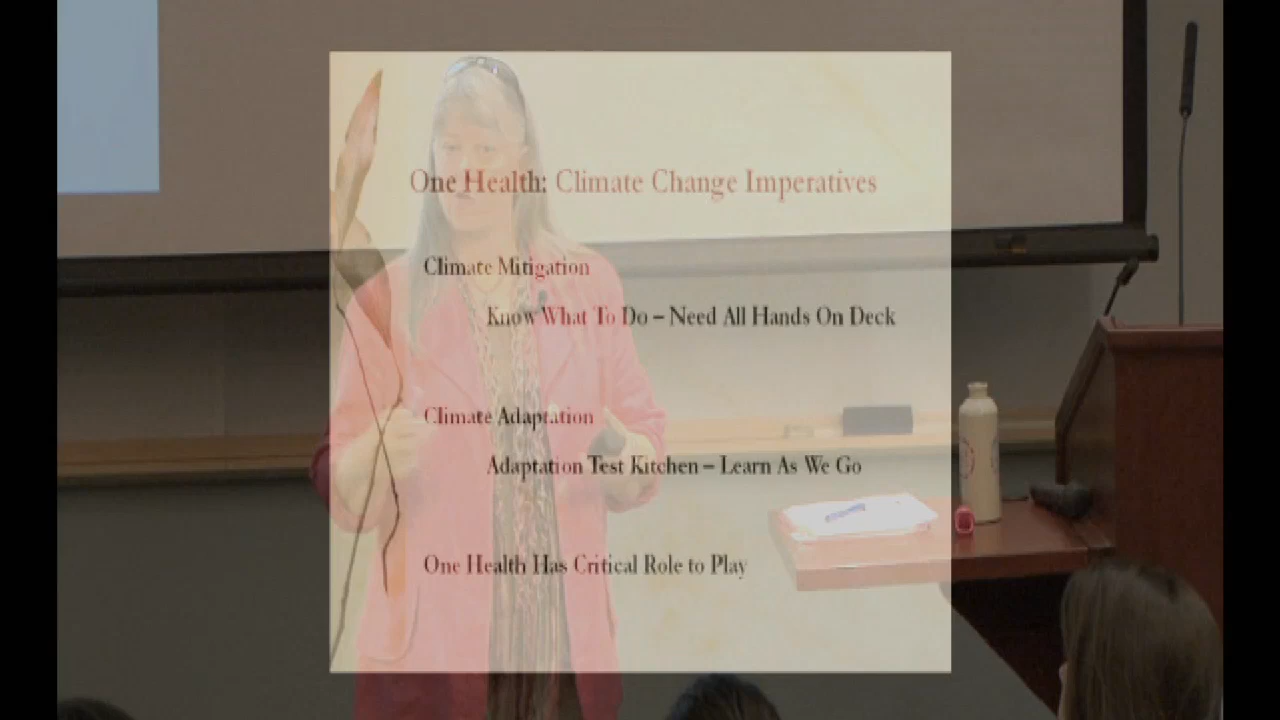 One Health: Climate Change Imperatives
Climate Mitigation
Know What To Do – Need All Hands On Deck
Climate Adaptation
Adaptation Test Kitchen – Learn As We Go
One Health Has Critical Role to Play